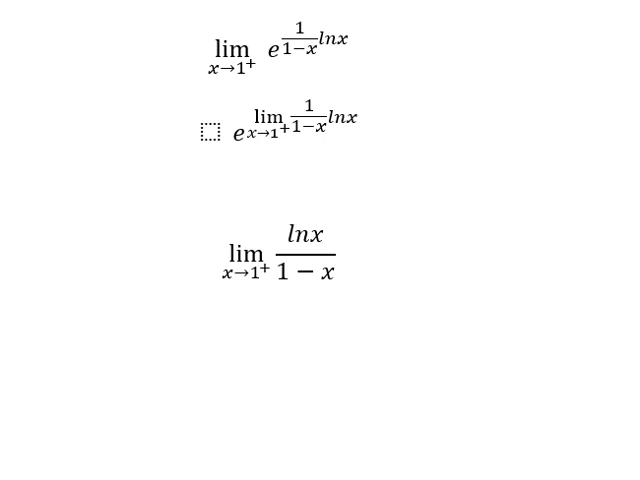 lim x→1⁺ e^(1/(1−x) lnx)
⬚ e^(lim x→1⁺ 1/(1−x) lnx)
lim x→1⁺ lnx/(1 − x)